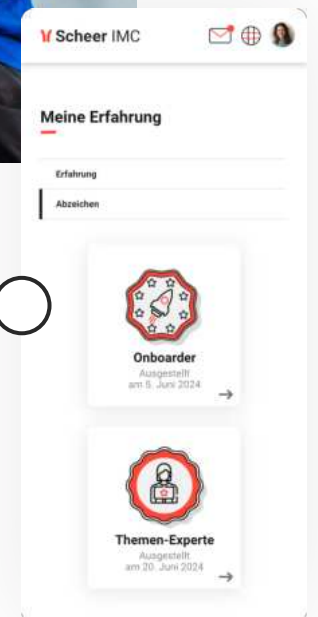 Scheer IMC
Meine Erfahrung
Erfahrung
Abzeichen
Onboarder
Ausgestellt
am 5. Juni 2024
Themen-Experte
Ausgestellt
am 20. Juni 2024